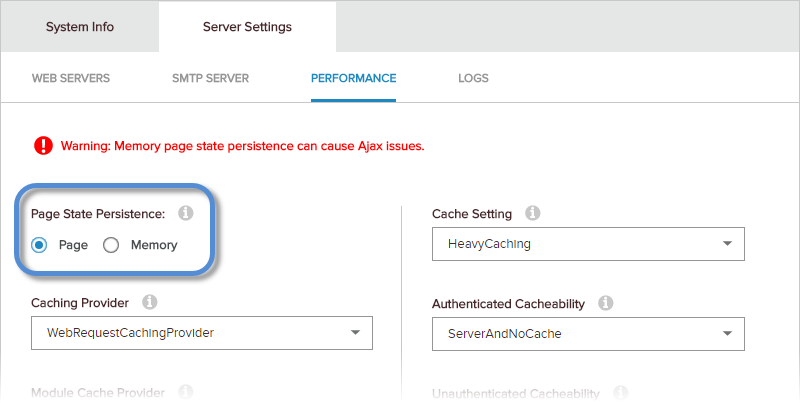 System Info
Server Settings
WEB SERVERS
SMTP SERVER
PERFORMANCE
LOGS
Warning: Memory page state persistence can cause Ajax issues.
Page State Persistence:
Page
Memory
Cache Setting
HeavyCaching
Caching Provider
WebRequestCachingProvider
Authenticated Cacheability
ServerAndNoCache
Module Cache Provider
Unauthenticated Cacheability